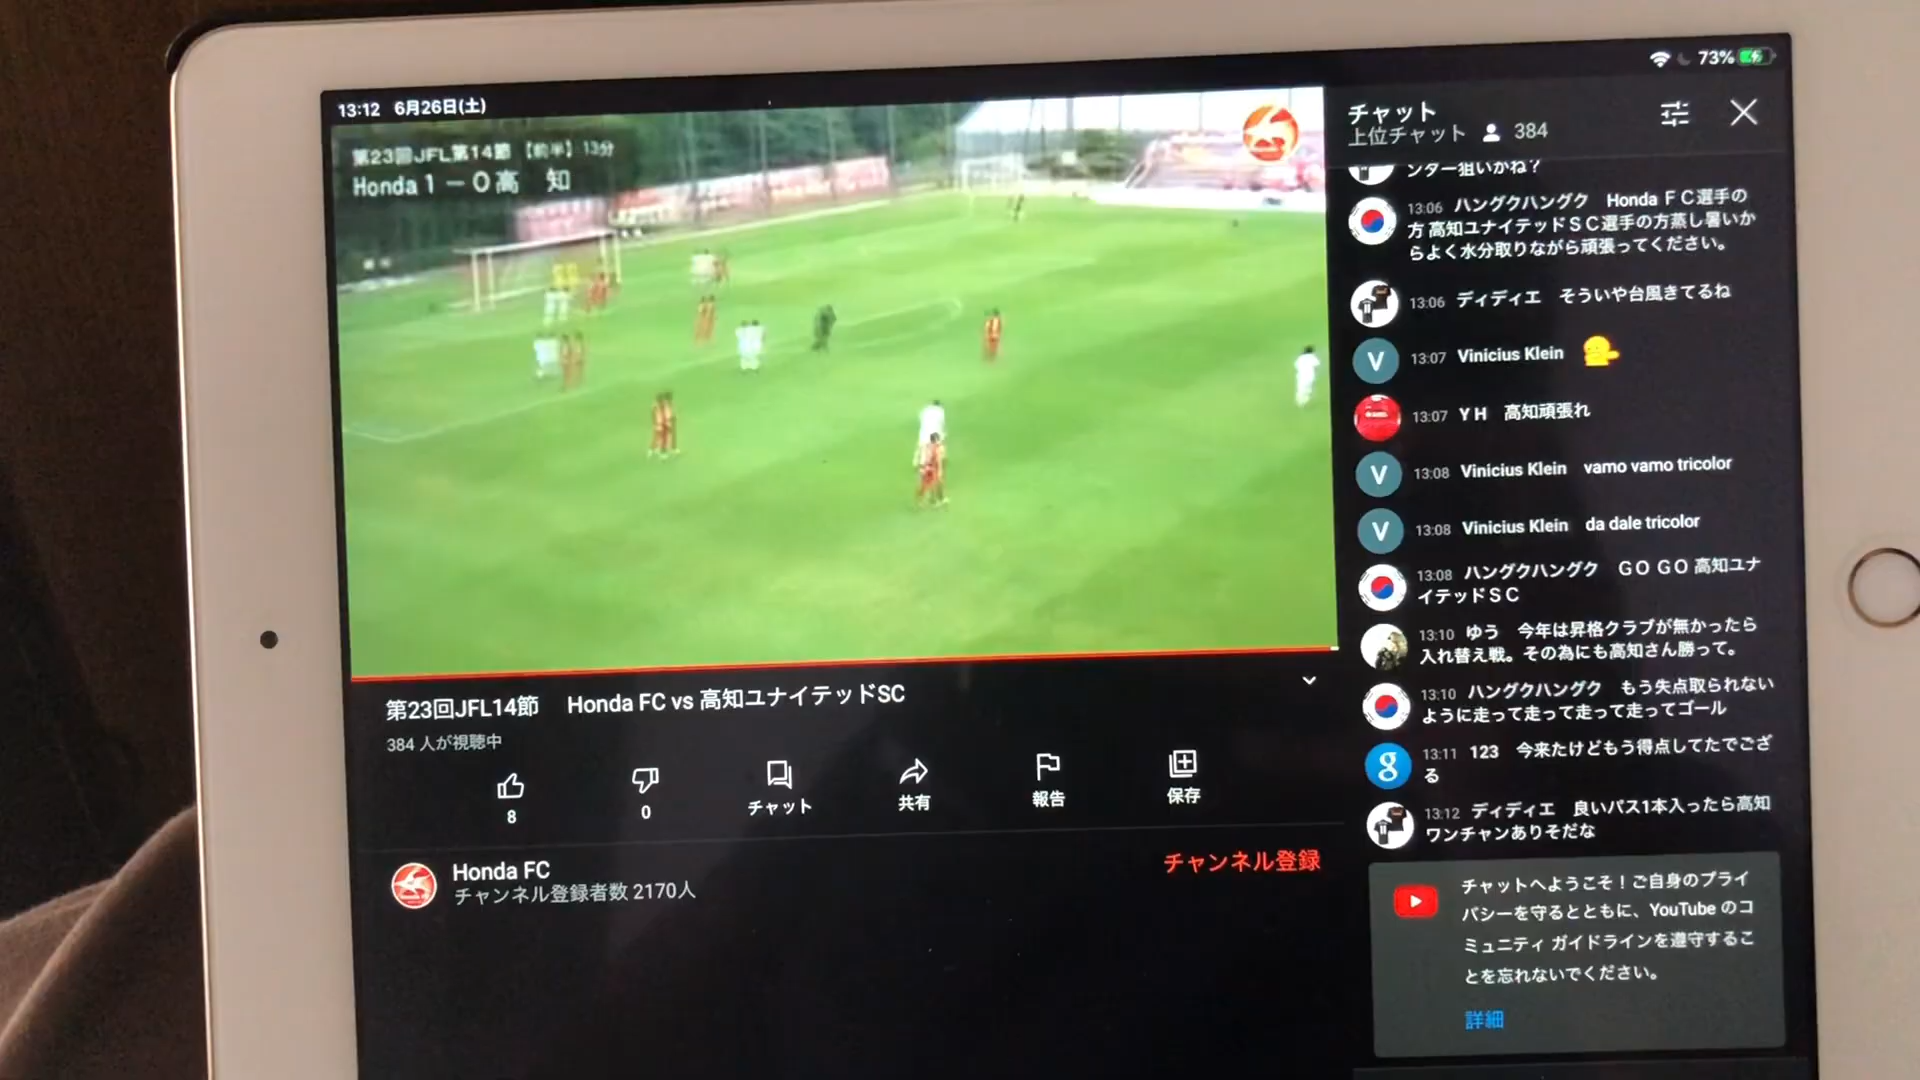 13:12 6月26日(土)
73%
第23回JFL第14節 【前半】 13分
Honda 1 − 0 高 知
チャット
上位チャット 384
ンター狙いかね？
13:06 ハングクハングク Honda ＦＣ選手の
方 高知ユナイテッドＳＣ選手の方蒸し暑いか
らよく水分取りながら頑張ってください。
13:06 ディディエ そういや台風きてるね
V 13:07 Vinicius Klein
13:07 Y H 高知頑張れ
V 13:08 Vinicius Klein vamo vamo tricolor
V 13:08 Vinicius Klein da dale tricolor
13:08 ハングクハングク ＧＯ ＧＯ 高知ユナ
イテッドＳＣ
13:10 ゆう 今年は昇格クラブが無かったら
入れ替え戦。その為にも高知さん勝って。
13:10 ハングクハングク もう失点取られない
ように走って走って走って走ってゴール
g 13:11 123 今来たけどもう得点してたでござ
る
13:12 ディディエ 良いパス1本入ったら高知
ワンチャンありそだな
チャットへようこそ！ご自身のプライ
バシーを守るとともに、YouTube のコ
ミュニティ ガイドラインを遵守するこ
とを忘れないでください。
詳細
第23回JFL14節 Honda FC vs 高知ユナイテッドSC
384 人が視聴中
8
0
チャット
共有
報告
保存
Honda FC
チャンネル登録者数 2170人
チャンネル登録